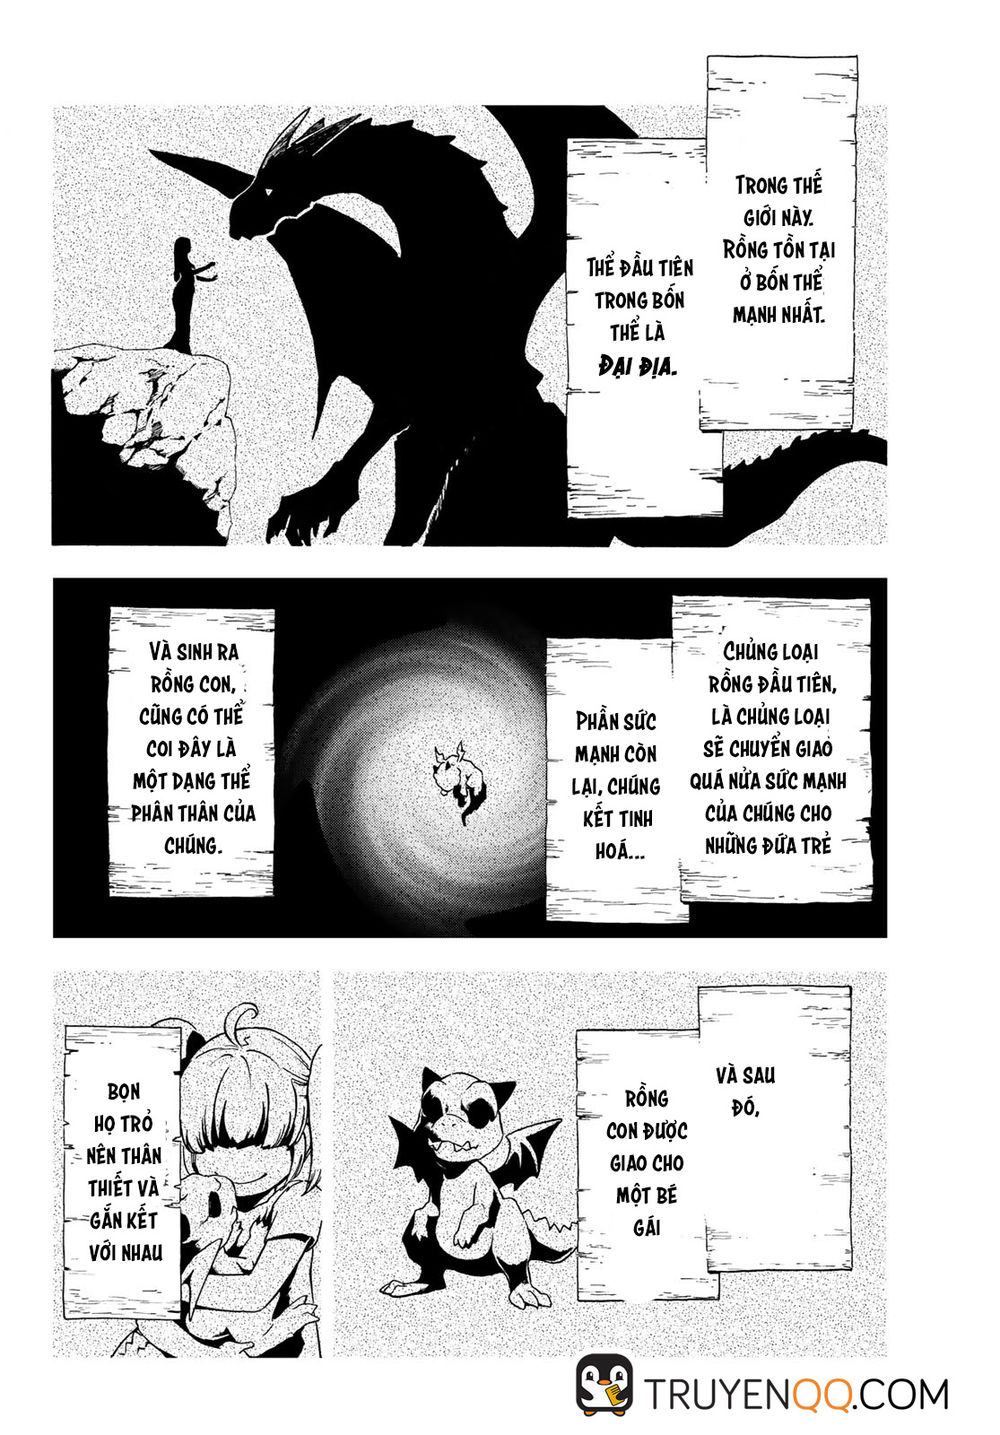 TRONG THẾ
GIỚI NÀY.
RỒNG TỒN TẠI
Ở BỐN THỂ
MẠNH NHẤT.
THỂ ĐẦU TIÊN
TRONG BỐN
THỂ LÀ
ĐẠI ĐỊA.
CHỦNG LOẠI
RỒNG ĐẦU TIÊN,
LÀ CHỦNG LOẠI
SẼ CHUYỂN GIAO
QUÁ NỬA SỨC MẠNH
CỦA CHÚNG CHO
NHỮNG ĐỨA TRẺ
PHẦN SỨC
MẠNH CÒN
LẠI, CHÚNG
KẾT TINH
HOÁ...
VÀ SINH RA
RỒNG CON,
CŨNG CÓ THỂ
COI ĐÂY LÀ
MỘT DẠNG THỂ
PHÂN THÂN CỦA
CHÚNG.
VÀ SAU
ĐÓ,
RỒNG
CON ĐƯỢC
GIAO CHO
MỘT BÉ
GÁI
BỌN
HỌ TRỎ
NÊN THÂN
THIẾT VÀ
GẮN KẾT
VỚI NHAU
TRUYENQQ.COM